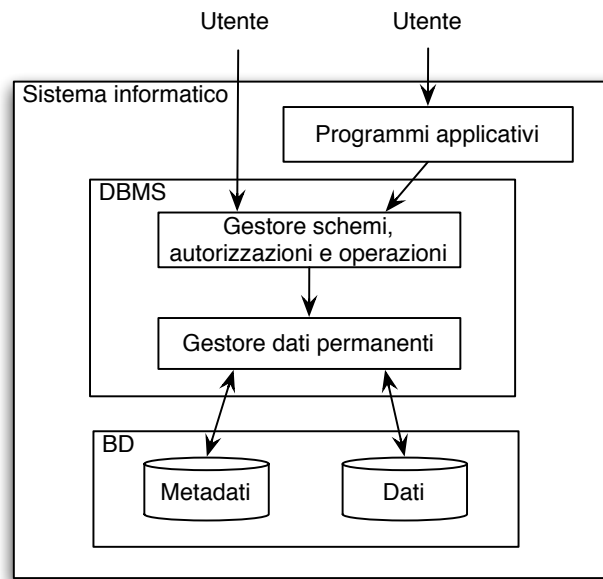 Utente
Utente
Sistema informatico
Programmi applicativi
DBMS
Gestore schemi,
autorizzazioni e operazioni
Gestore dati permanenti
BD
Metadati
Dati